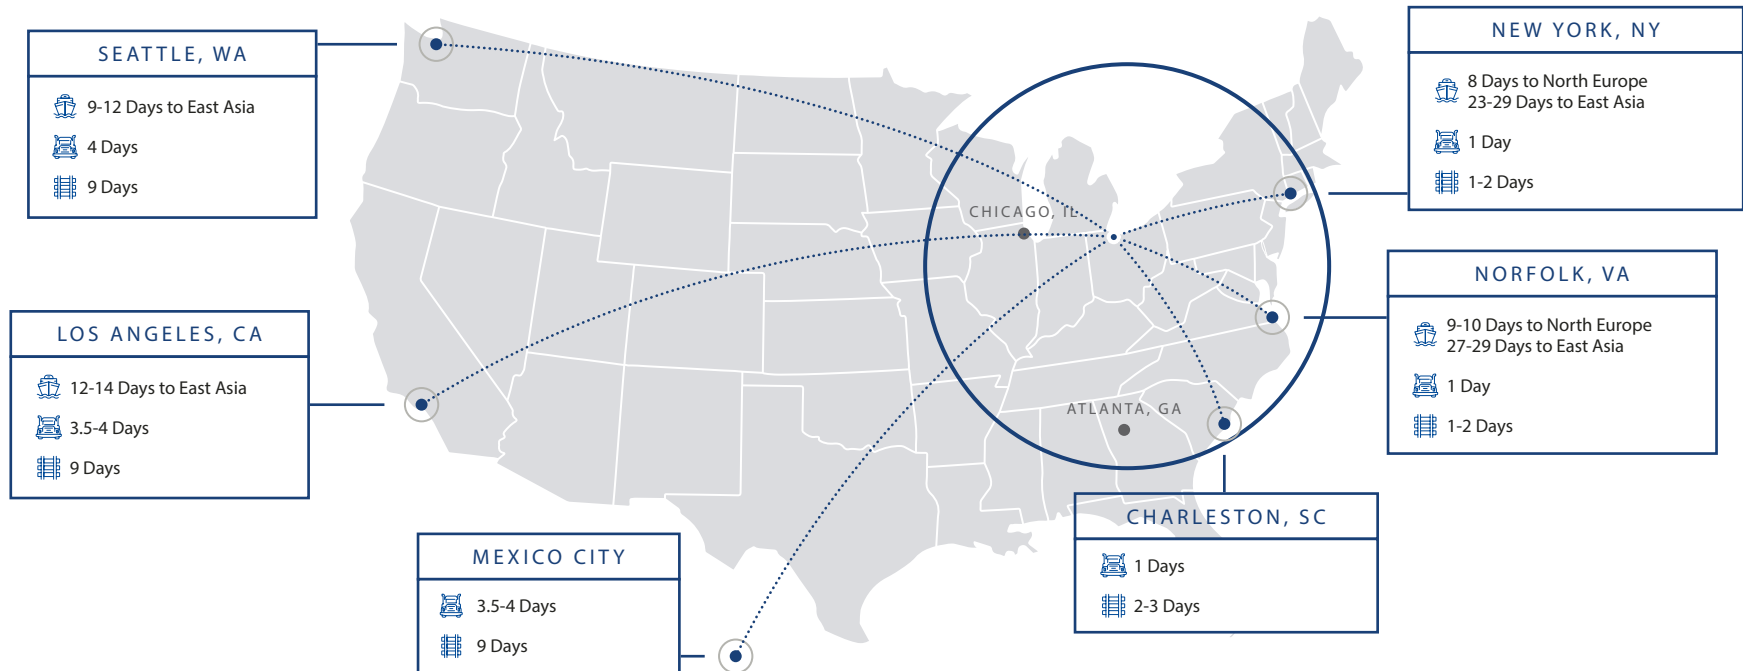 SEATTLE, WA
9-12 Days to East Asia
4 Days
9 Days
NEW YORK, NY
8 Days to North Europe
23-29 Days to East Asia
1 Day
1-2 Days
CHICAGO, IL
NORFOLK, VA
9-10 Days to North Europe
27-29 Days to East Asia
1 Day
1-2 Days
LOS ANGELES, CA
12-14 Days to East Asia
3.5-4 Days
9 Days
ATLANTA, GA
CHARLESTON, SC
1 Days
2-3 Days
MEXICO CITY
3.5-4 Days
9 Days